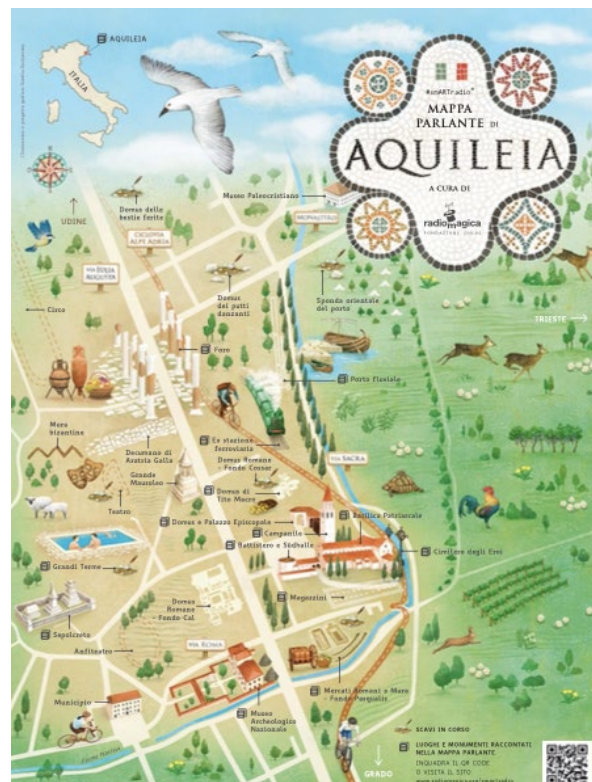 AQUILEIA
ITALIA
#smARTradio
MAPPA
PARLANTE DI
AQUILEIA
A CURA DI
radiomagica
UDINE
Domus delle
bestie ferite
Museo Paleocristiano
MONASTERO
CICLOVIA
ALPE ADRIA
VIA GIULIA
AUGUSTA
Circo
Domus
dei putti
danzanti
Sponda orientale
del porto
TRIESTE
Foro
Porto fluviale
Mura
bizantine
Decumano di
Aratria Galla
Ex stazione
ferroviaria
Grande
Mausoleo
Domus Romane
- Fondo Cossar
VIA SACRA
Teatro
Domus di
Tito Macro
Domus e Palazzo Episcopale
Basilica Patriarcale
Campanile
Battistero e Südhalle
Cimitero degli Eroi
Grandi Terme
Domus
Romane
- Fondo Cal
Magazzini
Sepolcreto
Anfiteatro
Municipio
Museo
Archeologico
Nazionale
Mercati Romani e Mura
- Fondo Pasqualis
GRADO
SCAVI IN CORSO
LUOGHI E MONUMENTI RACCONTATI
NELLA MAPPA PARLANTE
INQUADRA IL QR CODE
O VISITA IL SITO